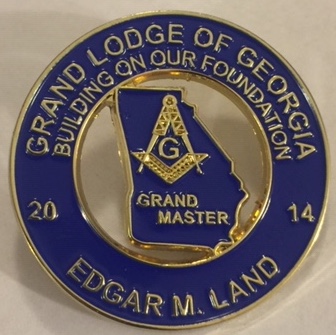 GRAND LODGE OF GEORGIA
BUILDING ON OUR FOUNDATION
G
GRAND
MASTER
20 14
EDGAR M. LAND